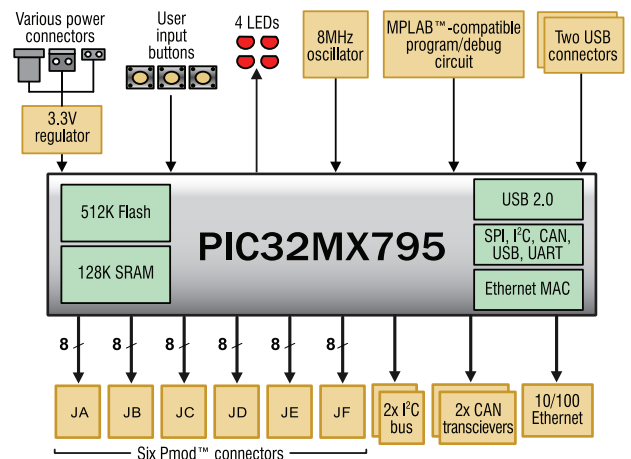 Various power
connectors
User
input
buttons
4 LEDs
8MHz
oscillator
MPLAB™-compatible
program/debug
circuit
Two USB
connectors
3.3V
regulator
512K Flash
128K SRAM
PIC32MX795
USB 2.0
SPI, I²C, CAN,
USB, UART
Ethernet MAC
8
8
8
8
8
8
JA
JB
JC
JD
JE
JF
2x I²C
bus
2x CAN
transcievers
10/100
Ethernet
Six Pmod™ connectors